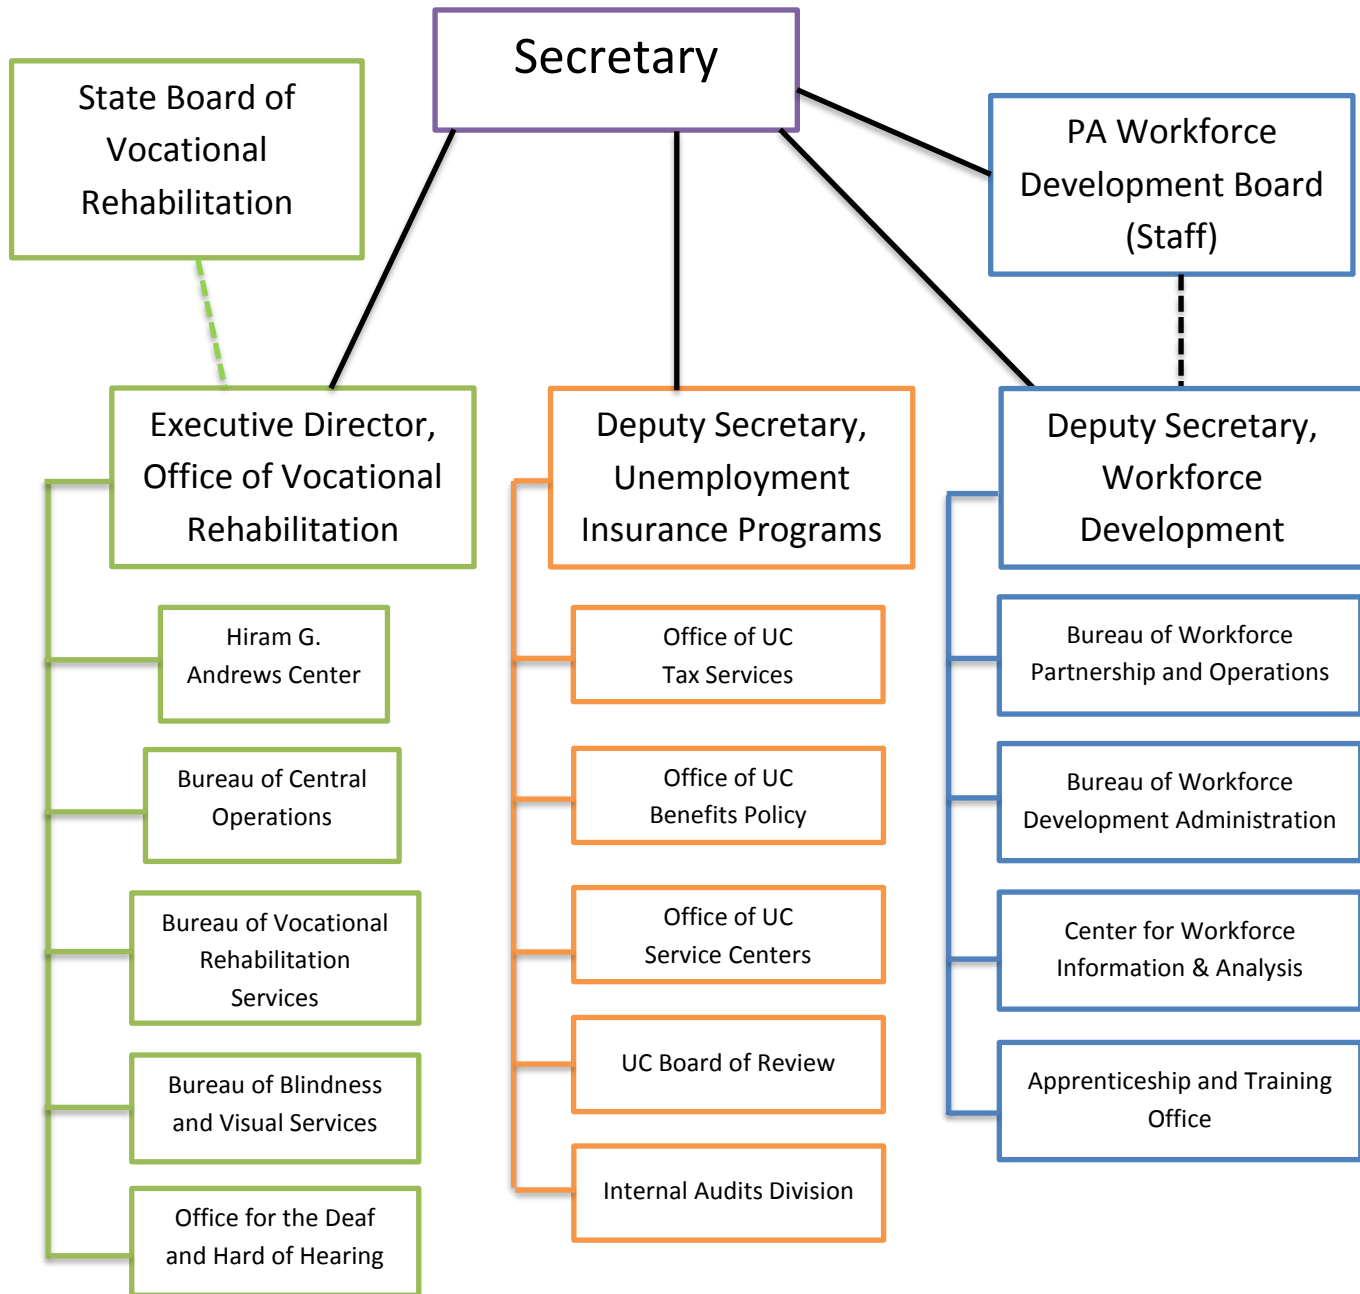 Secretary
State Board of
Vocational
Rehabilitation
PA Workforce
Development Board
(Staff)
Executive Director,
Office of Vocational
Rehabilitation
Hiram G.
Andrews Center
Bureau of Central
Operations
Bureau of Vocational
Rehabilitation
Services
Bureau of Blindness
and Visual Services
Office for the Deaf
and Hard of Hearing
Deputy Secretary,
Unemployment
Insurance Programs
Office of UC
Tax Services
Office of UC
Benefits Policy
Office of UC
Service Centers
UC Board of Review
Internal Audits Division
Deputy Secretary,
Workforce
Development
Bureau of Workforce
Partnership and Operations
Bureau of Workforce
Development Administration
Center for Workforce
Information & Analysis
Apprenticeship and Training
Office